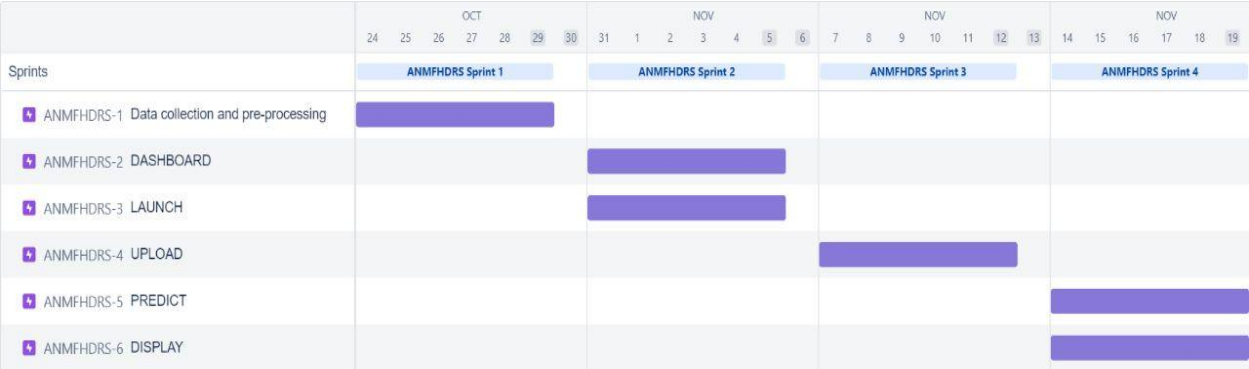 OCT NOV NOV NOV
24 25 26 27 28 29 30 31 1 2 3 4 5 6 7 8 9 10 11 12 13 14 15 16 17 18 19
Sprints ANMFHDRS Sprint 1 ANMFHDRS Sprint 2 ANMFHDRS Sprint 3 ANMFHDRS Sprint 4
ANMFHDRS-1 Data collection and pre-processing
ANMFHDRS-2 DASHBOARD
ANMFHDRS-3 LAUNCH
ANMFHDRS-4 UPLOAD
ANMFHDRS-5 PREDICT
ANMFHDRS-6 DISPLAY